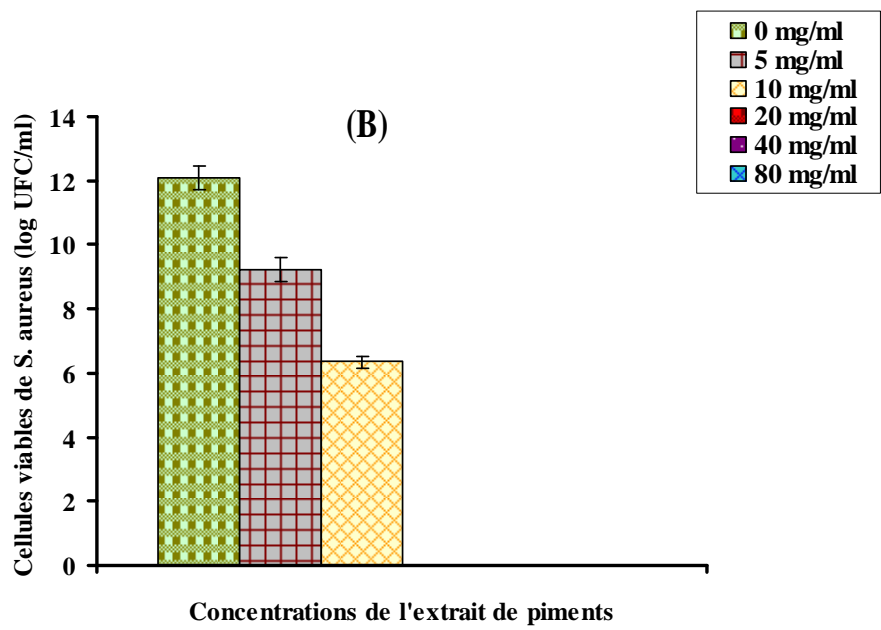 0 mg/ml
5 mg/ml
10 mg/ml
20 mg/ml
40 mg/ml
80 mg/ml
(B)
Cellules viables de S. aureus (log UFC/ml)
14
12
10
8
6
4
2
0
Concentrations de l'extrait de piments